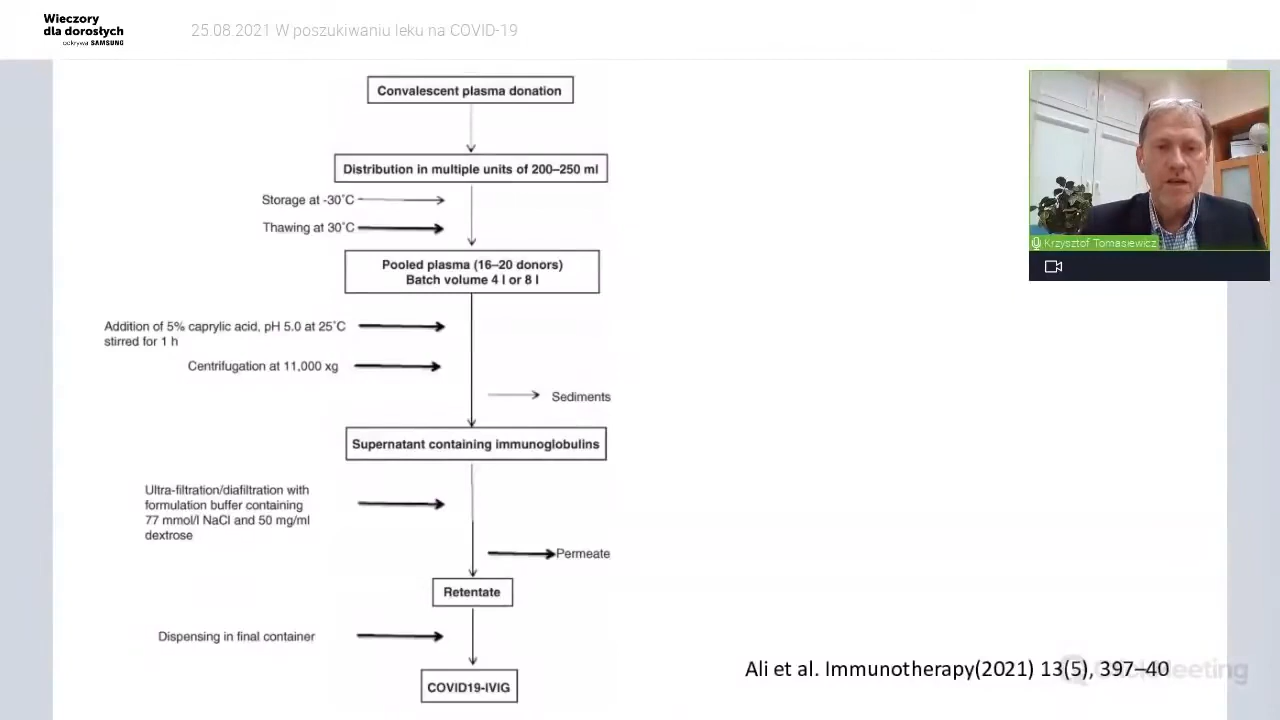 Wieczory
dla dorosłych
odkrywa SAMSUNG
25.08.2021 W poszukiwaniu leku na COVID-19
Convalescent plasma donation
Distribution in multiple units of 200–250 ml
Storage at -30˚C
Thawing at 30˚C
Pooled plasma (16–20 donors)
Batch volume 4 l or 8 l
Addition of 5% caprylic acid, pH 5.0 at 25˚C
stirred for 1 h
Centrifugation at 11,000 xg
Sediments
Supernatant containing immunoglobulins
Ultra-filtration/diafiltration with
formulation buffer containing
77 mmol/l NaCl and 50 mg/ml
dextrose
Permeate
Retentate
Dispensing in final container
COVID19-IVIG
Krzysztof Tomasiewicz
Ali et al. Immunotherapy(2021) 13(5), 397–40